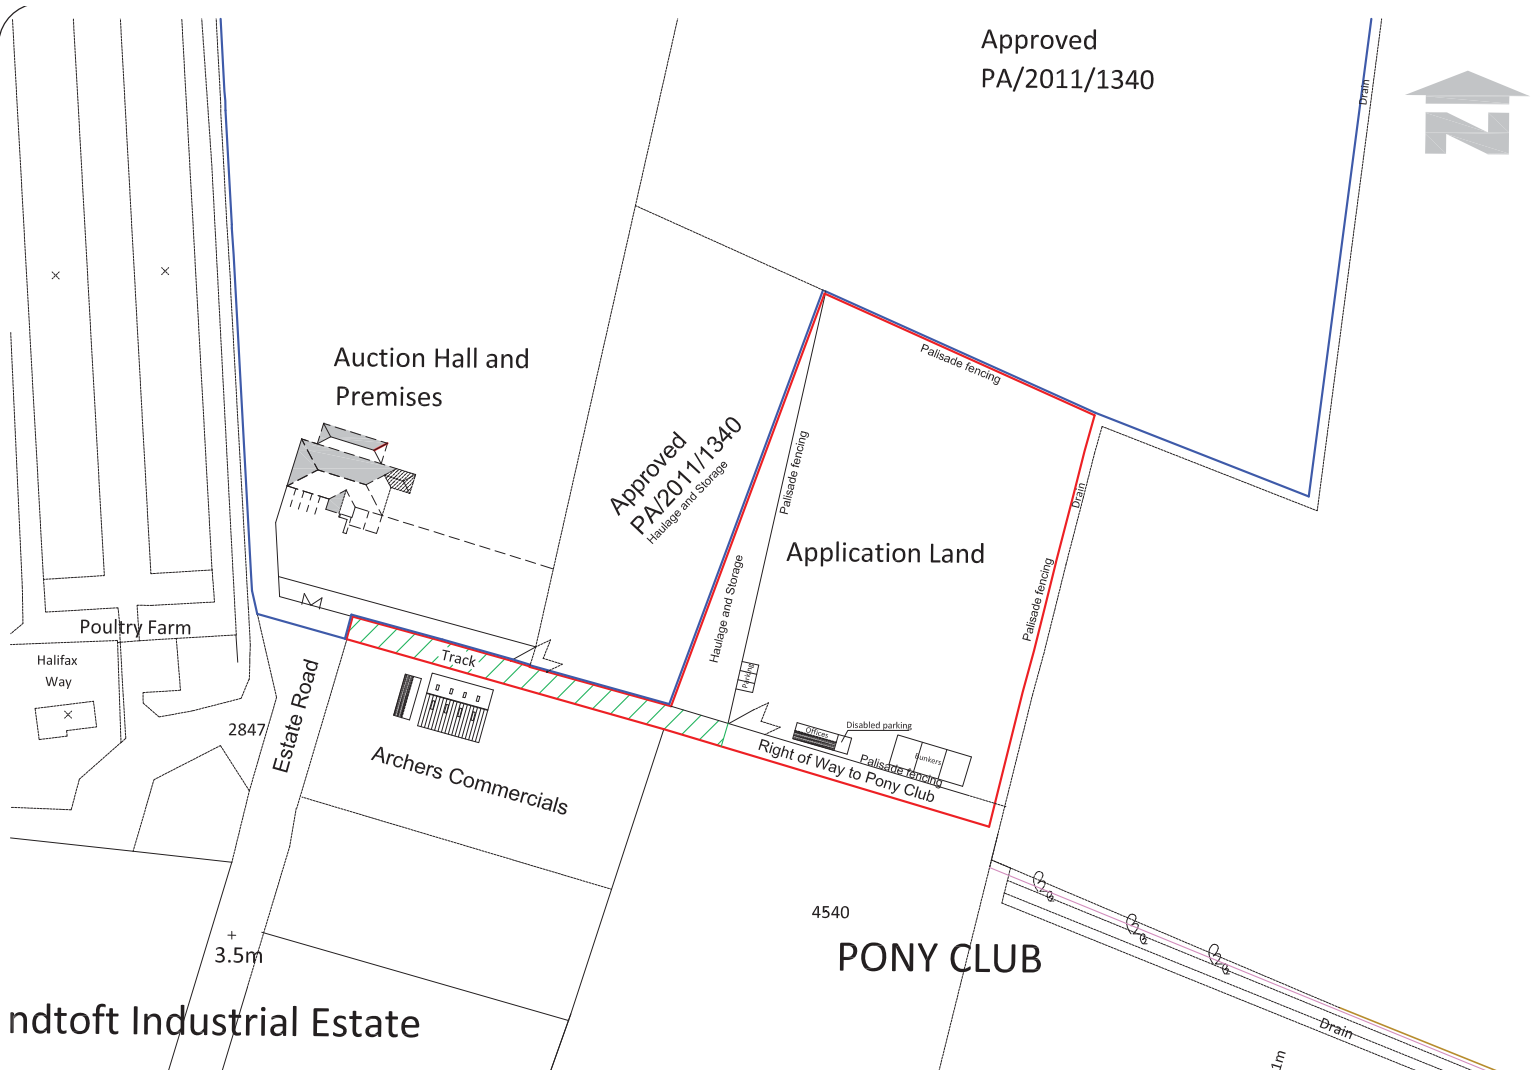 Approved
PA/2011/1340
Drain
N
Auction Hall and
Premises
Palisade fencing
Approved
PA/2011/1340
Haulage and Storage
Palisade fencing
Drain
Application Land
Haulage and Storage
Palisade fencing
Poultry Farm
Halifax
Way
Track
Parking
2847
Estate Road
Disabled parking
Offices
Bunkers
Right of Way to Pony Club
Palisade fencing
Archers Commercials
4540
3.5m
PONY CLUB
ndtoft Industrial Estate
Drain
1m